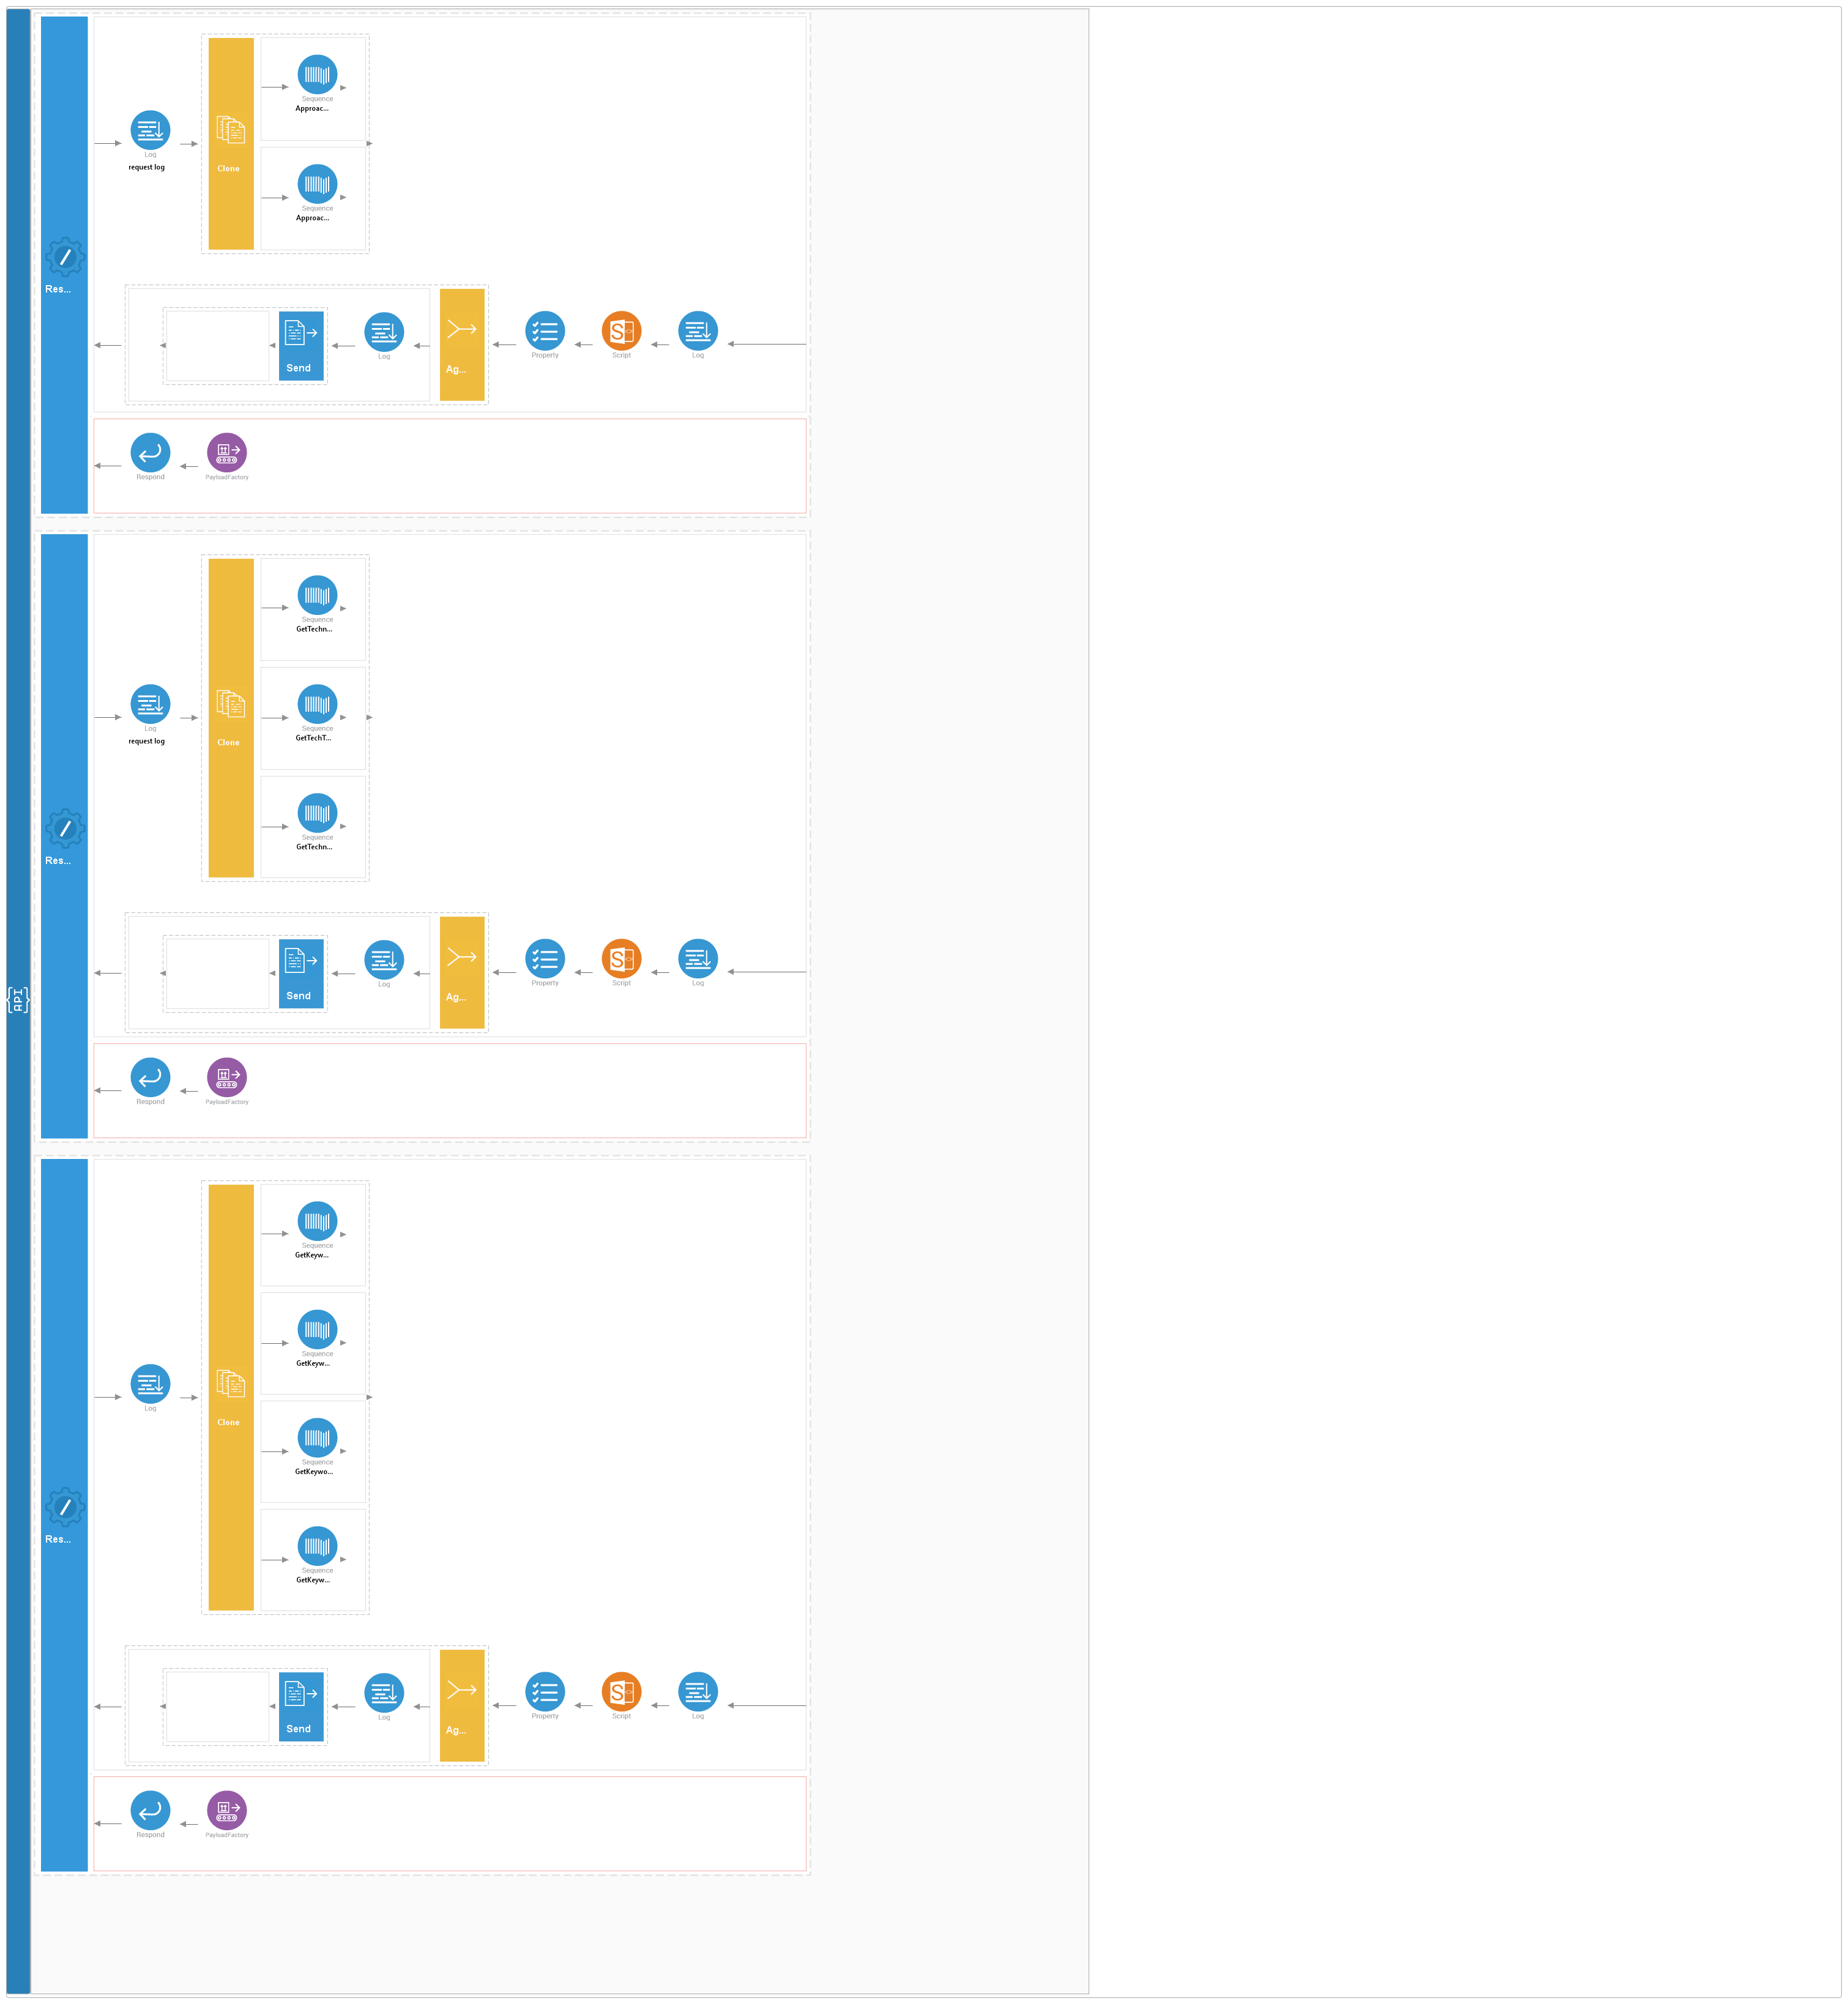 {API}
Res...
Log
request log
Clone
Sequence
Approac...
Sequence
Approac...
Send
Log
Ag...
Property
Script
Log
Respond
PayloadFactory
Res...
Log
request log
Clone
Sequence
GetTechn...
Sequence
GetTechT...
Sequence
GetTechn...
Send
Log
Ag...
Property
Script
Log
Respond
PayloadFactory
Res...
Log
Clone
Sequence
GetKeyw...
Sequence
GetKeyw...
Sequence
GetKeywo...
Sequence
GetKeyw...
Send
Log
Ag...
Property
Script
Log
Respond
PayloadFactory